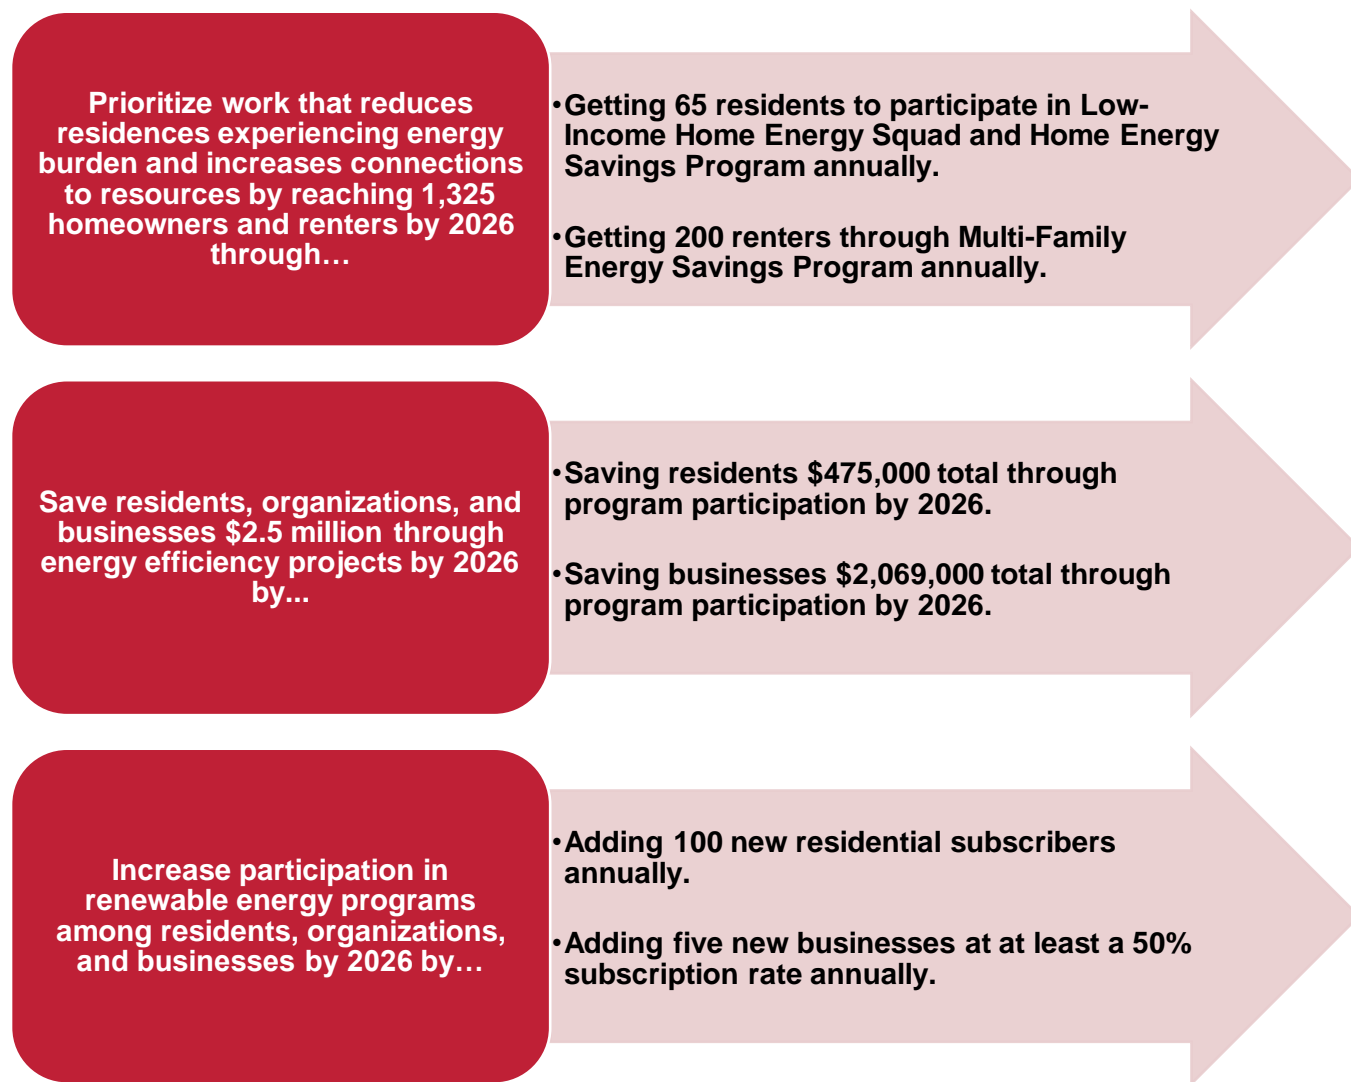 Prioritize work that reduces
residences experiencing energy
burden and increases connections
to resources by reaching 1,325
homeowners and renters by 2026
through…
•Getting 65 residents to participate in Low-
Income Home Energy Squad and Home Energy
Savings Program annually.
•Getting 200 renters through Multi-Family
Energy Savings Program annually.
Save residents, organizations, and
businesses $2.5 million through
energy efficiency projects by 2026
by...
•Saving residents $475,000 total through
program participation by 2026.
•Saving businesses $2,069,000 total through
program participation by 2026.
Increase participation in
renewable energy programs
among residents, organizations,
and businesses by 2026 by…
•Adding 100 new residential subscribers
annually.
•Adding five new businesses at at least a 50%
subscription rate annually.